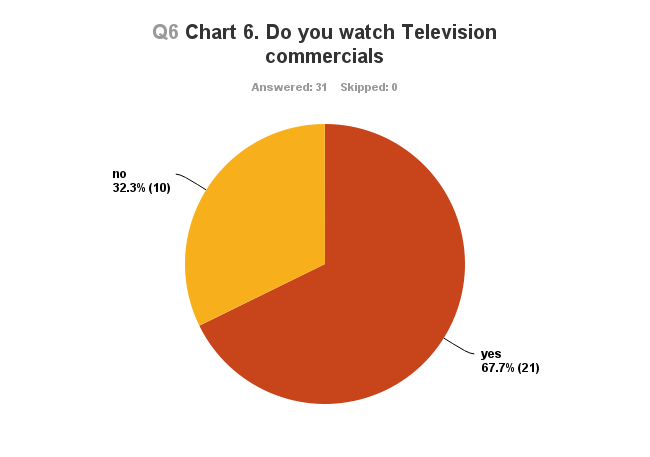 Q6 Chart 6. Do you watch Television
commercials
Answered: 31 Skipped: 0
no
32.3% (10)
yes
67.7% (21)